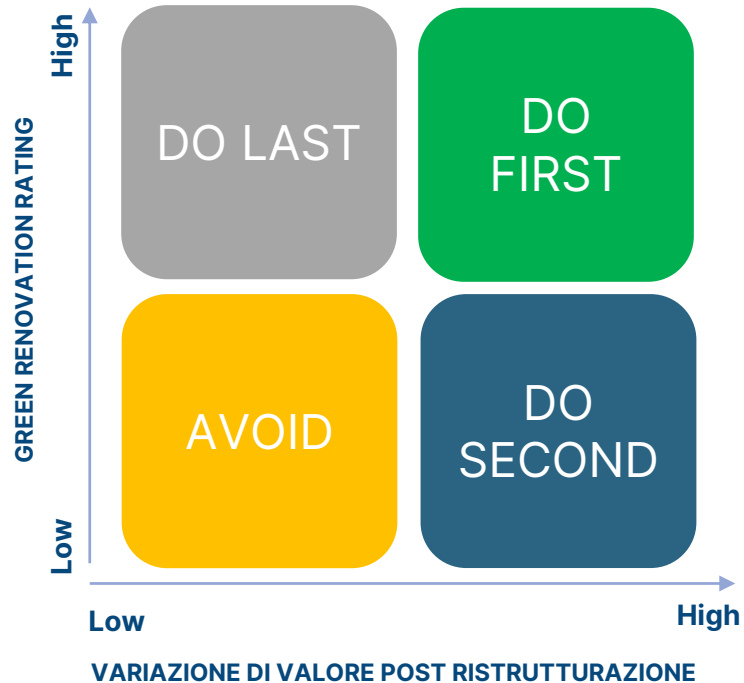 High
GREEN RENOVATION RATING
Low
DO LAST
DO
FIRST
AVOID
DO
SECOND
Low
High
VARIAZIONE DI VALORE POST RISTRUTTURAZIONE